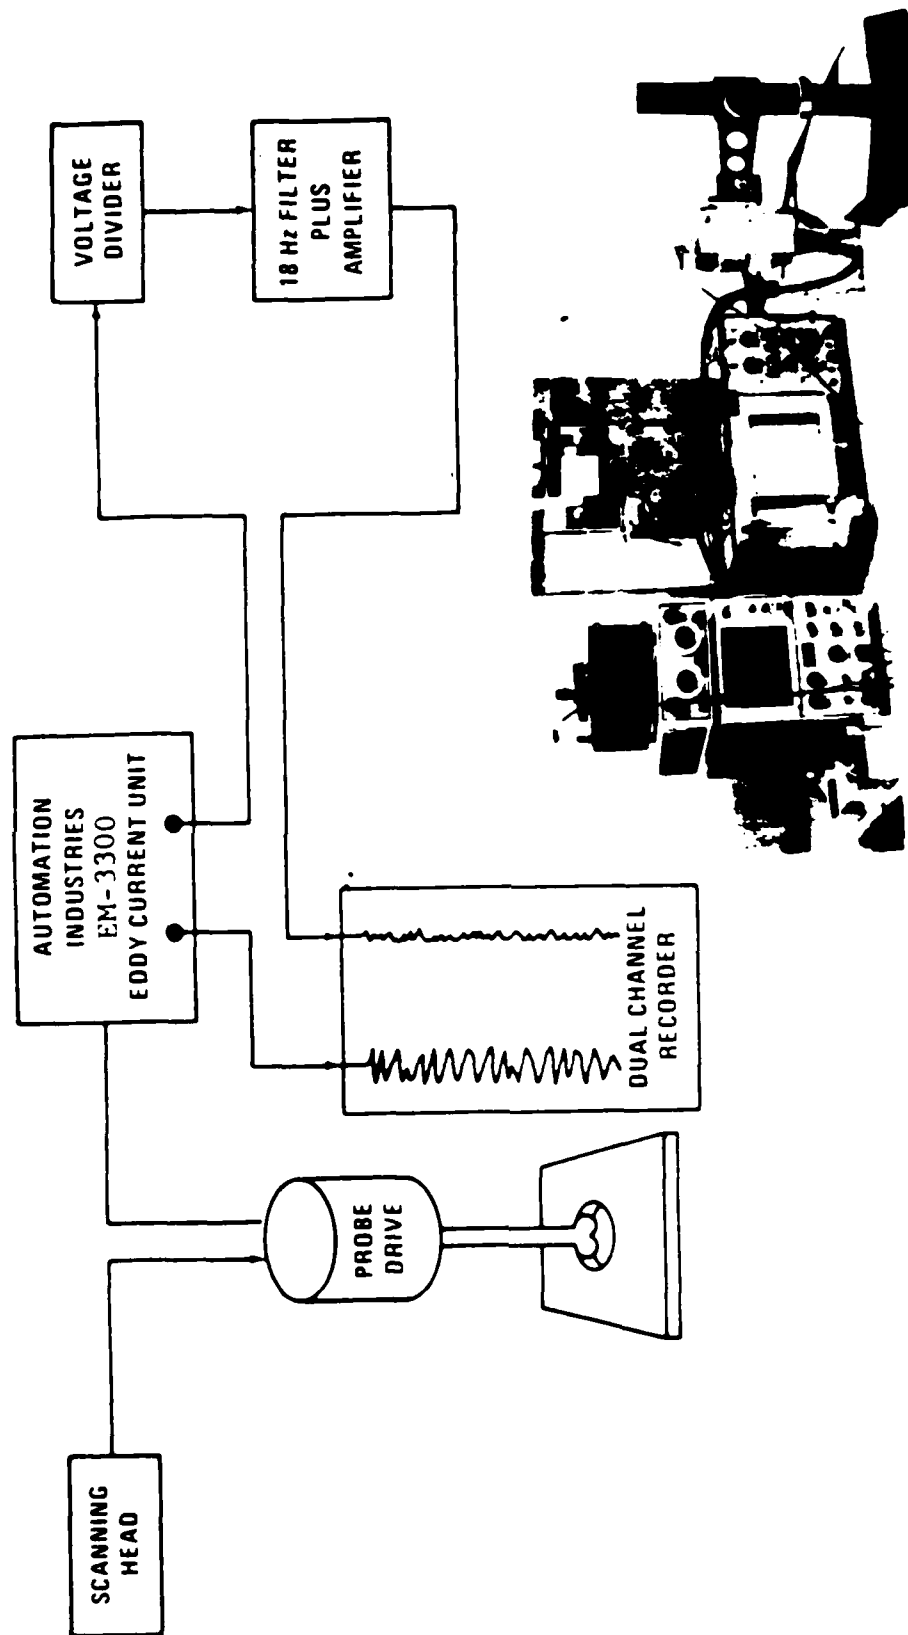 SCANNING
HEAD
PROBE
DRIVE
AUTOMATION
INDUSTRIES
EM-3300
EDDY CURRENT UNIT
DUAL CHANNEL
RECORDER
VOLTAGE
DIVIDER
18 Hz FILTER
PLUS
AMPLIFIER